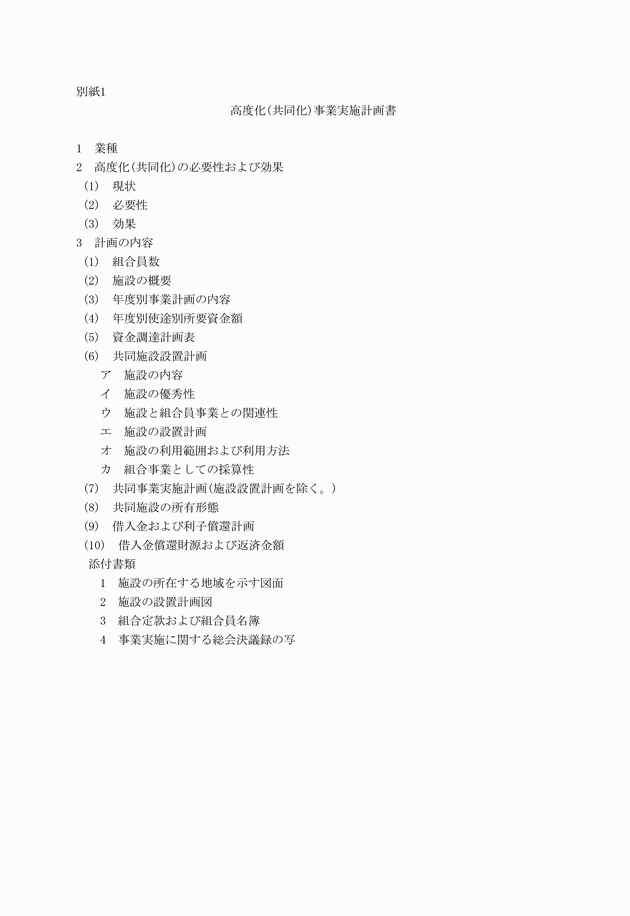 別紙1
高度化(共同化)事業実施計画書
1　業種
2　高度化(共同化)の必要性および効果
(1)　現状
(2)　必要性
(3)　効果
3　計画の内容
(1)　組合員数
(2)　施設の概要
(3)　年度別事業計画の内容
(4)　年度別使途別所要資金額
(5)　資金調達計画表
(6)　共同施設設置計画
ア　施設の内容
イ　施設の優秀性
ウ　施設と組合員事業との関連性
エ　施設の設置計画
オ　施設の利用範囲および利用方法
カ　組合事業としての採算性
(7)　共同事業実施計画(施設設置計画を除く。)
(8)　共同施設の所有形態
(9)　借入金および利子償還計画
(10)　借入金償還財源および返済金額
添付書類
1　施設の所在する地域を示す図面
2　施設の設置計画図
3　組合定款および組合員名簿
4　事業実施に関する総会決議録の写